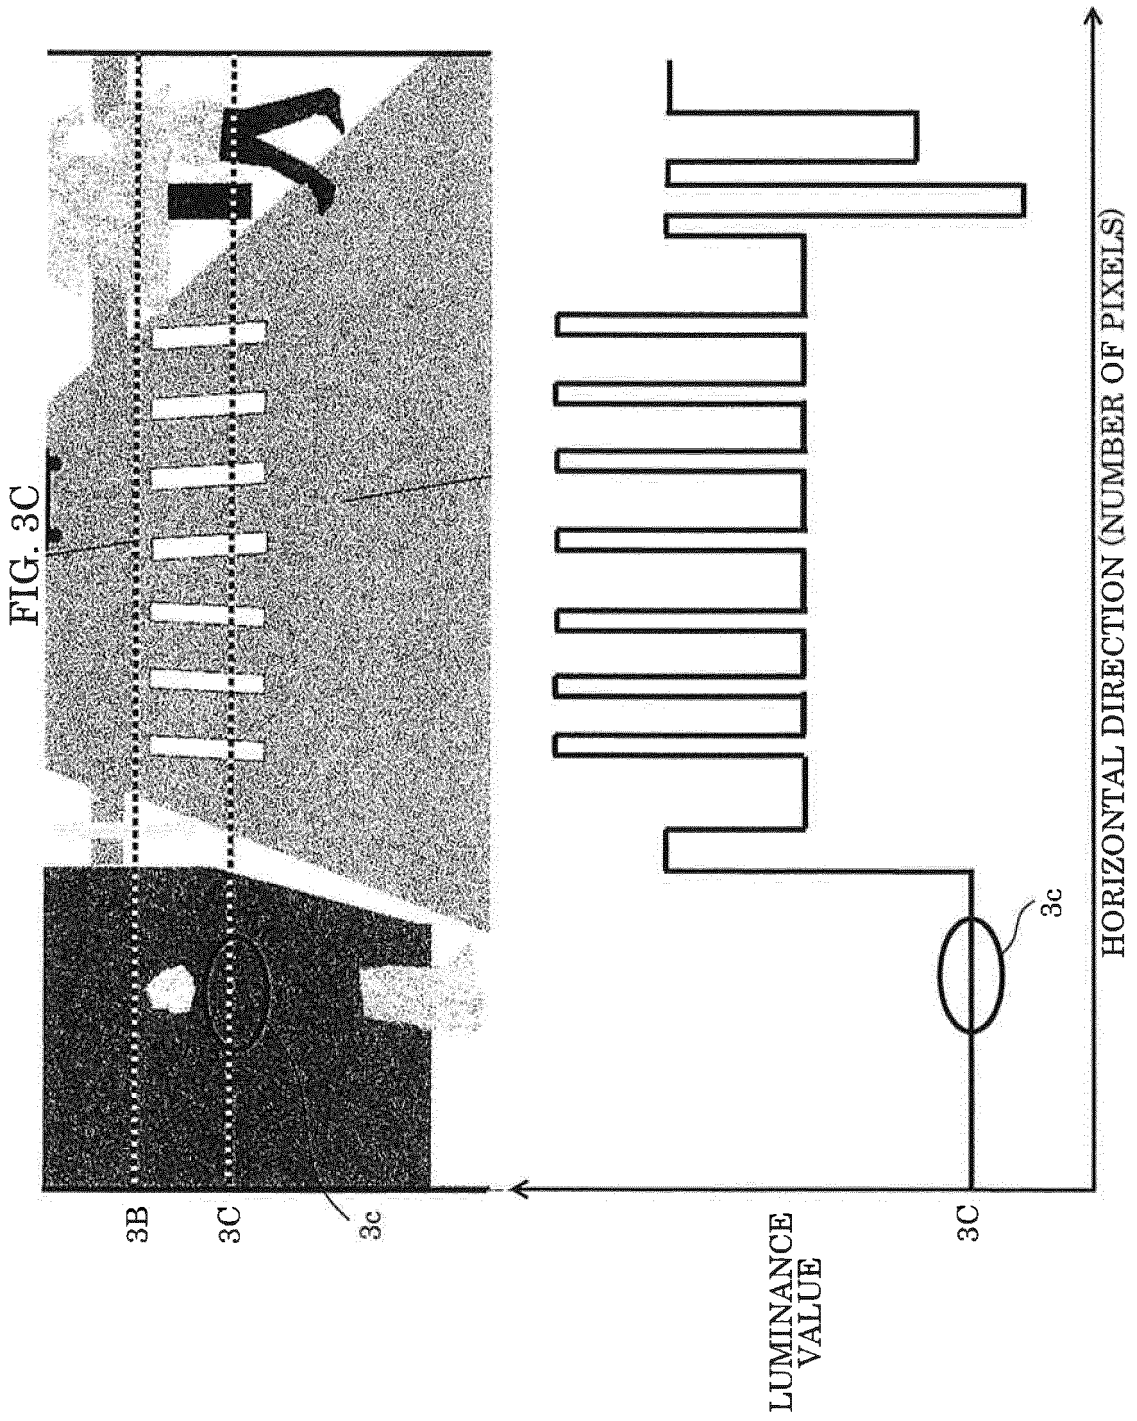 FIG. 3C
3B
3C
3c
LUMINANCE
VALUE
3C
3c
HORIZONTAL DIRECTION (NUMBER OF PIXELS)